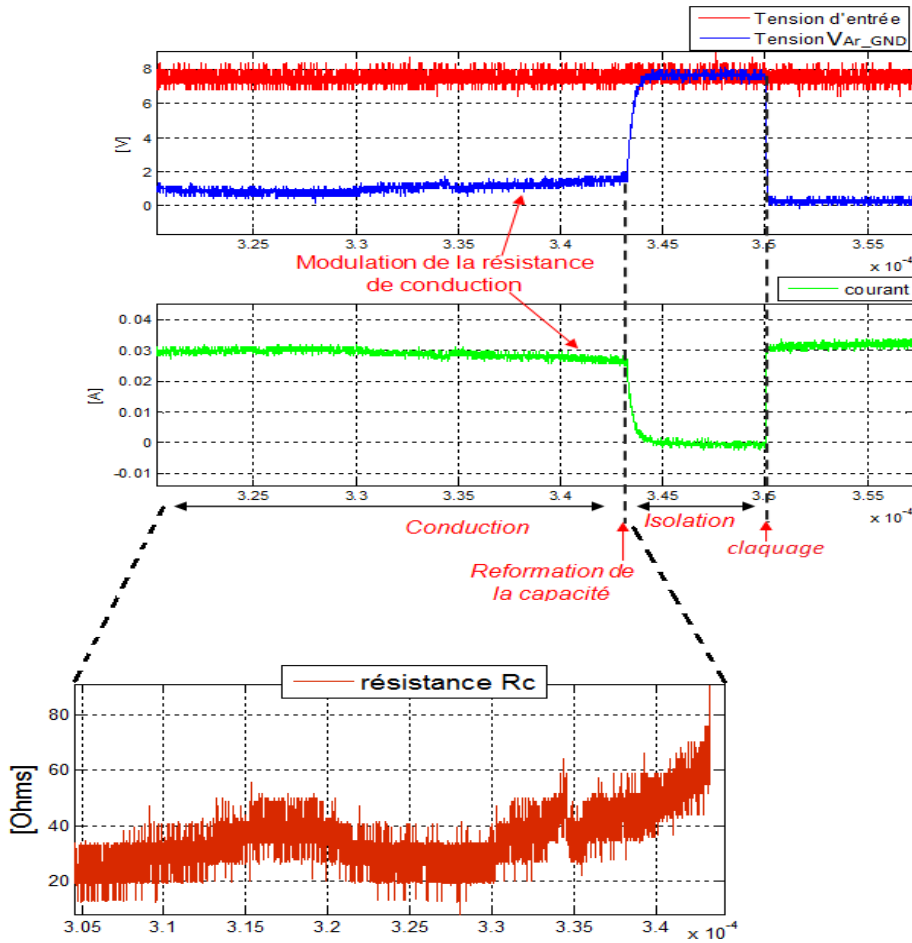 Tension d'entrée
Tension VAr_GND
8
6
4
2
0
[V]
3.25 3.3 3.35 3.4 3.45 3.5 3.55
x 10⁻⁴
Modulation de la résistance
de conduction
courant
0.04
0.03
0.02
0.01
0
-0.01
[A]
3.25 3.3 3.35 3.4 3.45 3.5 3.55
x 10⁻⁴
Conduction
Isolation
claquage
Reformation de
la capacité
résistance Rc
80
60
40
20
[Ohms]
3.05 3.1 3.15 3.2 3.25 3.3 3.35 3.4
x 10⁻⁴